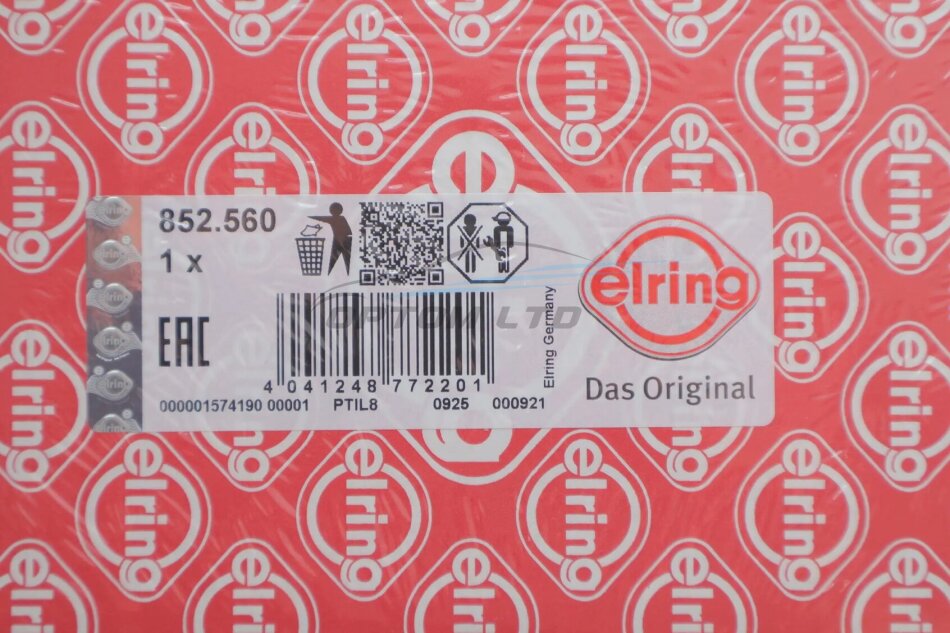 852.560
1 x
EAC
4 041248 772201
000001574190 00001 PTIL8 0925 000921
Elring Germany
elring
Das Original
OPTOM LTD